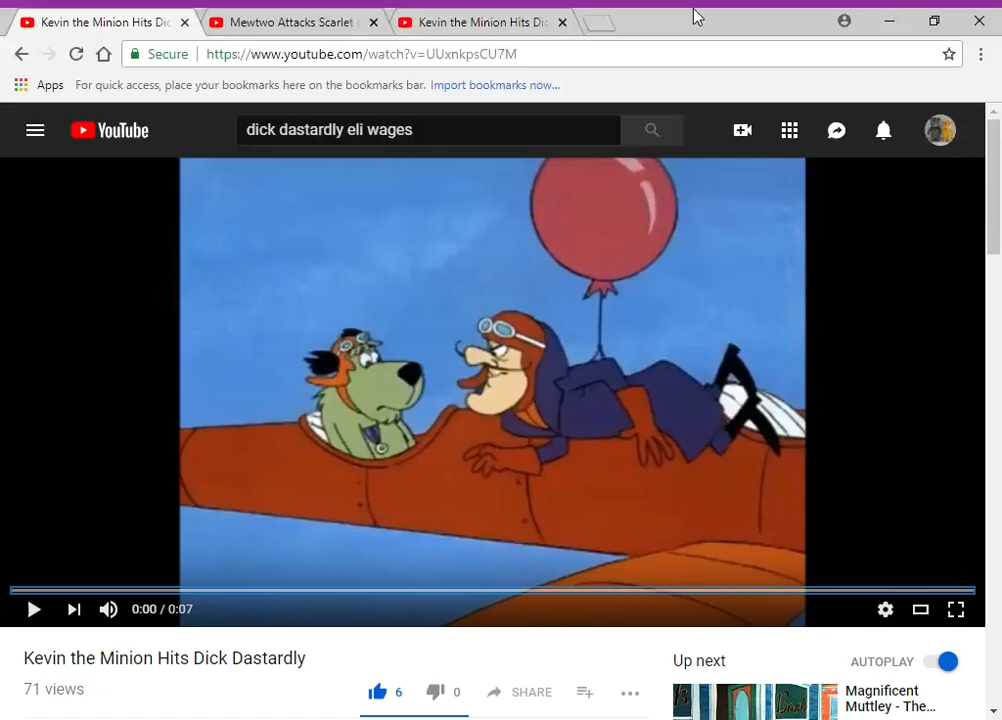 Kevin the Minion Hits Dic
Mewtwo Attacks Scarlet
Kevin the Minion Hits Dic
Secure https://www.youtube.com/watch?v=UUxnkpsCU7M
Apps For quick access, place your bookmarks here on the bookmarks bar. Import bookmarks now...
YouTube dick dastardly eli wages
0:00 / 0:07
Kevin the Minion Hits Dick Dastardly
71 views
6 0 SHARE
Up next AUTOPLAY
Magnificent
Muttley - The...